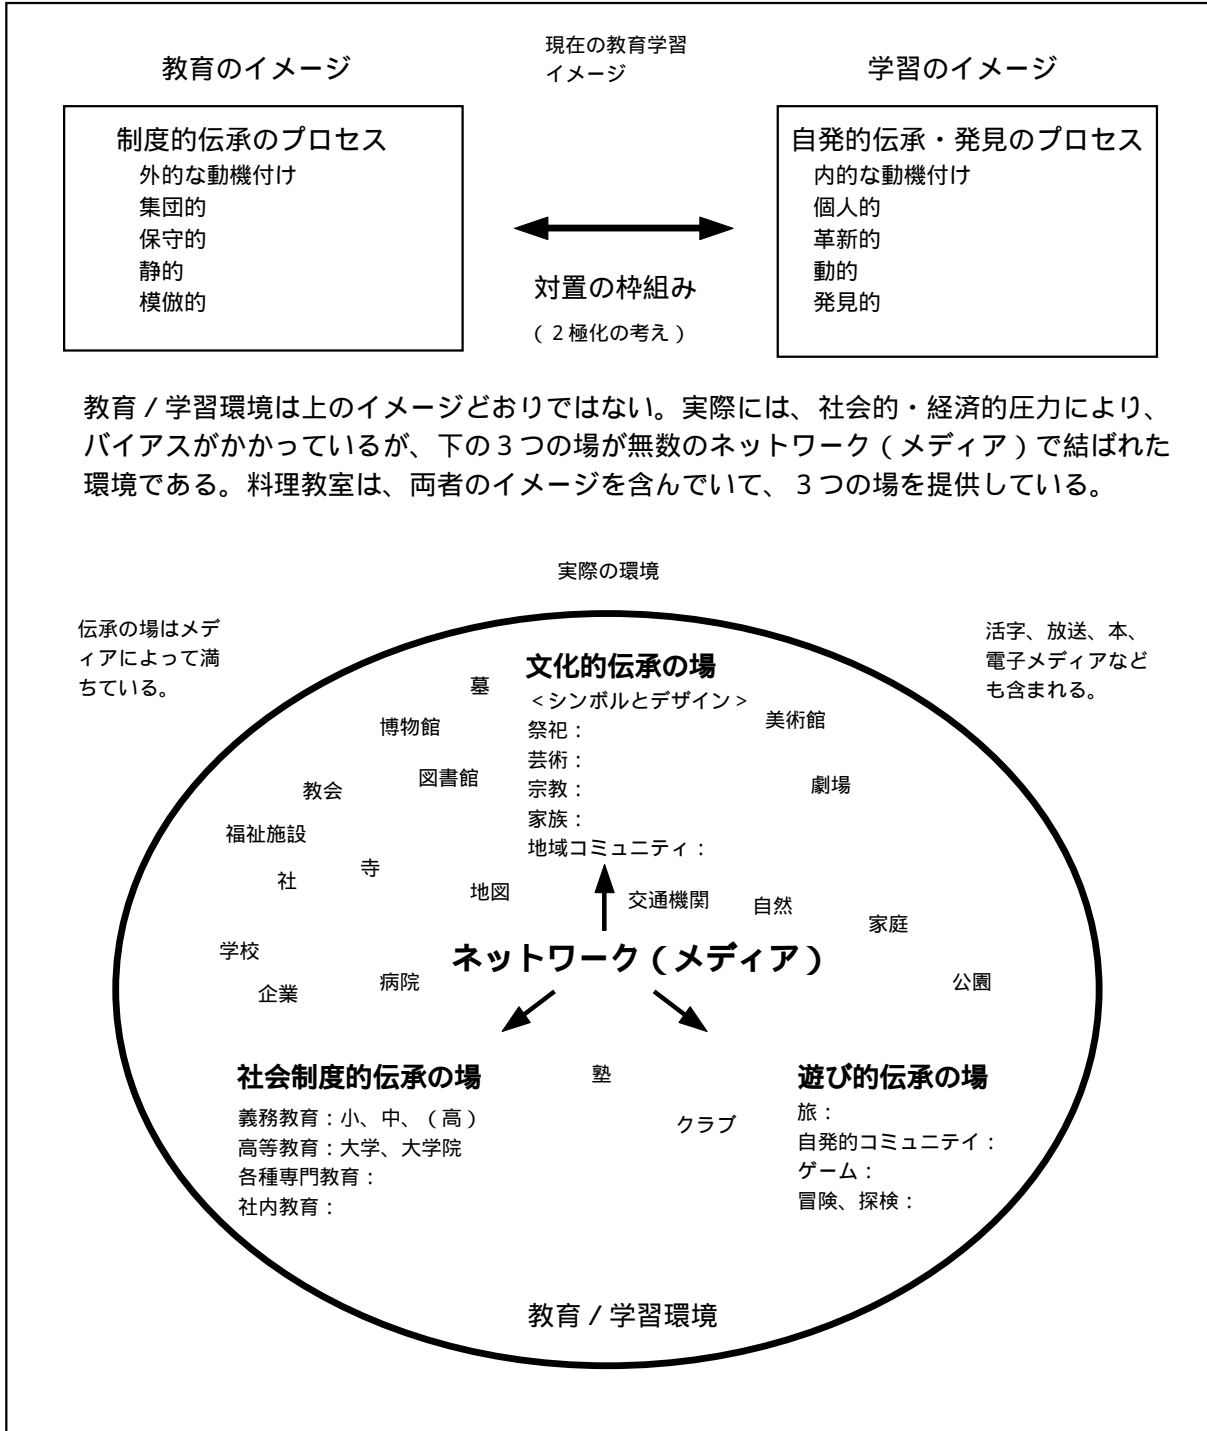 教育のイメージ
現在の教育学習
イメージ
学習のイメージ
制度的伝承のプロセス
外的な動機付け
集団的
保守的
静的
模倣的
対置の枠組み
(２極化の考え)
自発的伝承・発見のプロセス
内的な動機付け
個人的
革新的
動的
発見的
教育/学習環境は上のイメージどおりではない。実際には、社会的・経済的圧力により、
バイアスがかかっているが、下の３つの場が無数のネットワーク(メディア)で結ばれた
環境である。料理教室は、両者のイメージを含んでいて、３つの場を提供している。
実際の環境
伝承の場はメデ
ィアによって満
ちている。
活字、放送、本、
電子メディアなど
も含まれる。
文化的伝承の場
<シンボルとデザイン>
祭祀:
芸術:
宗教:
家族:
地域コミュニティ:
墓
博物館
美術館
図書館
教会
劇場
福祉施設
寺
社
地図
交通機関
自然
家庭
学校
ネットワーク(メディア)
病院
企業
公園
社会制度的伝承の場
義務教育:小、中、(高)
高等教育:大学、大学院
各種専門教育:
社内教育:
塾
クラブ
遊び的伝承の場
旅:
自発的コミュニテイ:
ゲーム:
冒険、探検:
教育/学習環境